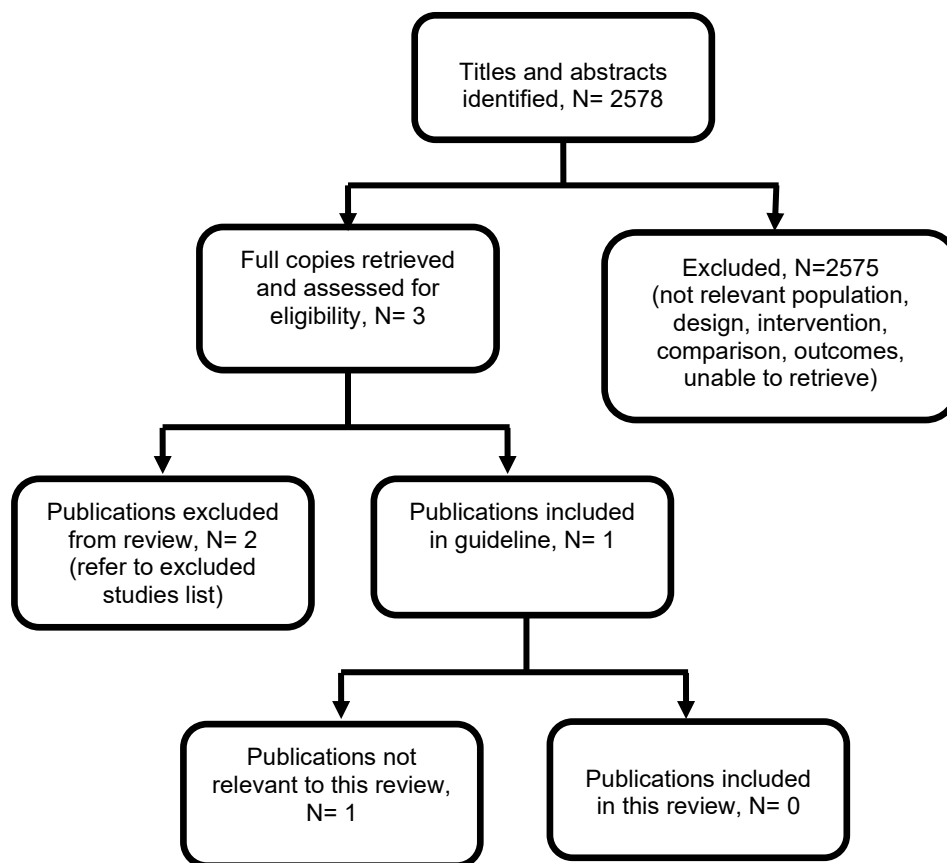 Titles and abstracts
identified, N= 2578
Full copies retrieved
and assessed for
eligibility, N= 3
Excluded, N=2575
(not relevant population,
design, intervention,
comparison, outcomes,
unable to retrieve)
Publications excluded
from review, N= 2
(refer to excluded
studies list)
Publications included
in guideline, N= 1
Publications not
relevant to this review,
N= 1
Publications included
in this review, N= 0